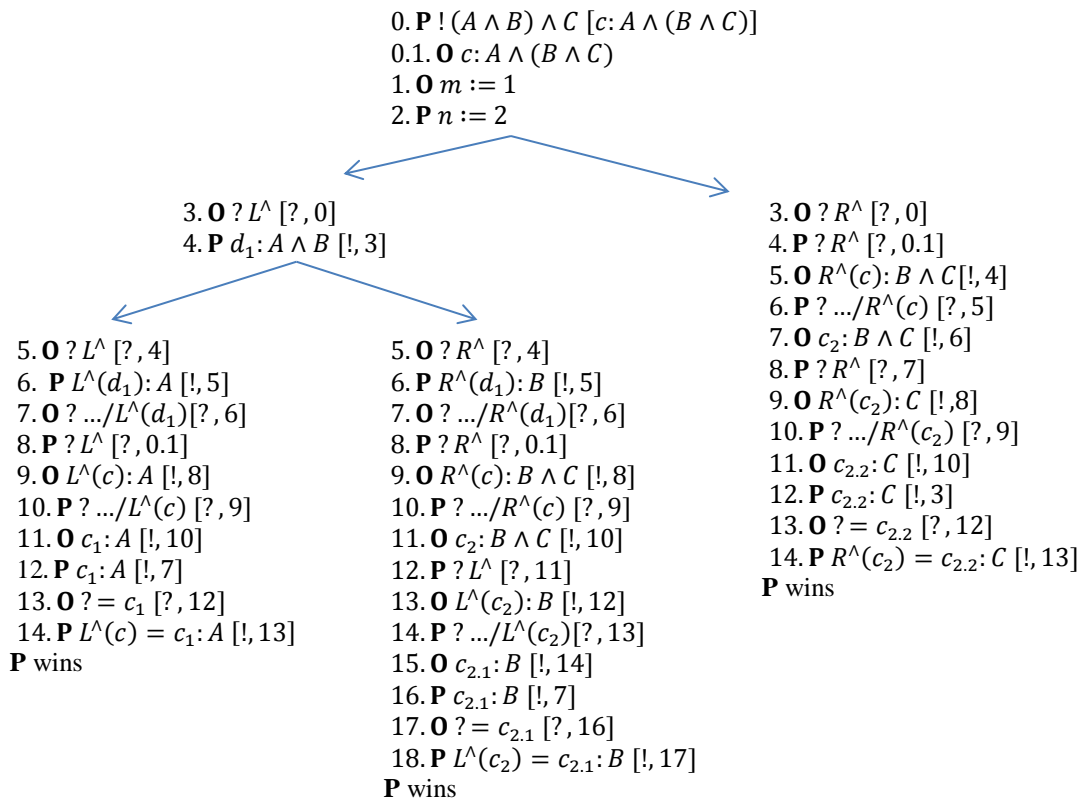 0. P ! (A ∧ B) ∧ C [c: A ∧ (B ∧ C)]
0.1. O c: A ∧ (B ∧ C)
1. O m := 1
2. P n := 2
3. O ? L^ [?, 0]
4. P d₁: A ∧ B [!, 3]
5. O ? L^ [?, 4]
6. P L^(d₁): A [!, 5]
7. O ? .../L^(d₁)[?, 6]
8. P ? L^ [?, 0.1]
9. O L^(c): A [!, 8]
10. P ? .../L^(c) [?, 9]
11. O c₁: A [!, 10]
12. P c₁: A [!, 7]
13. O ? = c₁ [?, 12]
14. P L^(c) = c₁: A [!, 13]
P wins
5. O ? R^ [?, 4]
6. P R^(d₁): B [!, 5]
7. O ? .../R^(d₁)[?, 6]
8. P ? R^ [?, 0.1]
9. O R^(c): B ∧ C [!, 8]
10. P ? .../R^(c) [?, 9]
11. O c₂: B ∧ C [!, 10]
12. P ? L^ [?, 11]
13. O L^(c₂): B [!, 12]
14. P ? .../L^(c₂)[?, 13]
15. O c₂.₁: B [!, 14]
16. P c₂.₁: B [!, 7]
17. O ? = c₂.₁ [?, 16]
18. P L^(c₂) = c₂.₁: B [!, 17]
P wins
3. O ? R^ [?, 0]
4. P ? R^ [?, 0.1]
5. O R^(c): B ∧ C[!, 4]
6. P ? .../R^(c) [?, 5]
7. O c₂: B ∧ C [!, 6]
8. P ? R^ [?, 7]
9. O R^(c₂): C [! ,8]
10. P ? .../R^(c₂) [?, 9]
11. O c₂.₂: C [!, 10]
12. P c₂.₂: C [!, 3]
13. O ? = c₂.₂ [?, 12]
14. P R^(c₂) = c₂.₂: C [!, 13]
P wins